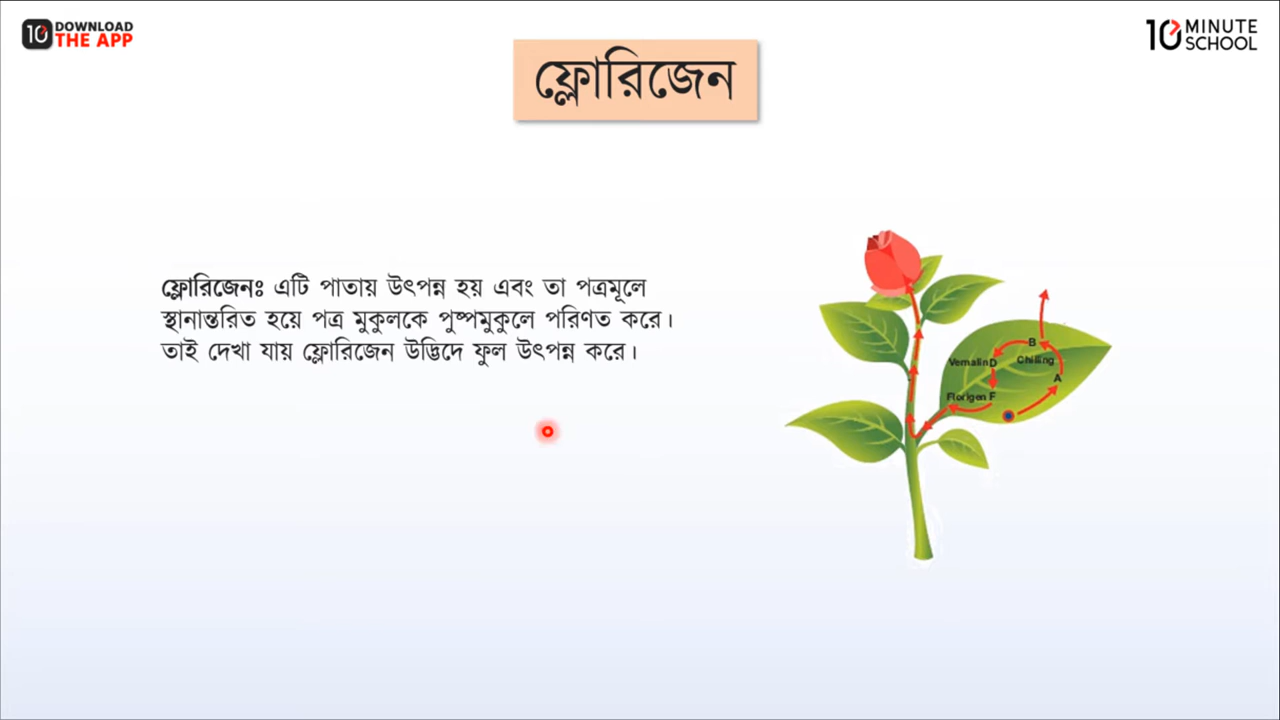 10 DOWNLOAD
THE APP
10 MINUTE
SCHOOL
ফ্লোরিজেন
ফ্লোরিজেনঃ এটি পাতায় উৎপন্ন হয় এবং তা পত্রমূলে
স্থানান্তরিত হয়ে পত্র মুকুলকে পুষ্পমুকুলে পরিণত করে।
তাই দেখা যায় ফ্লোরিজেন উদ্ভিদে ফুল উৎপন্ন করে।
B
Vernalin D
Chilling
A
Florigen F